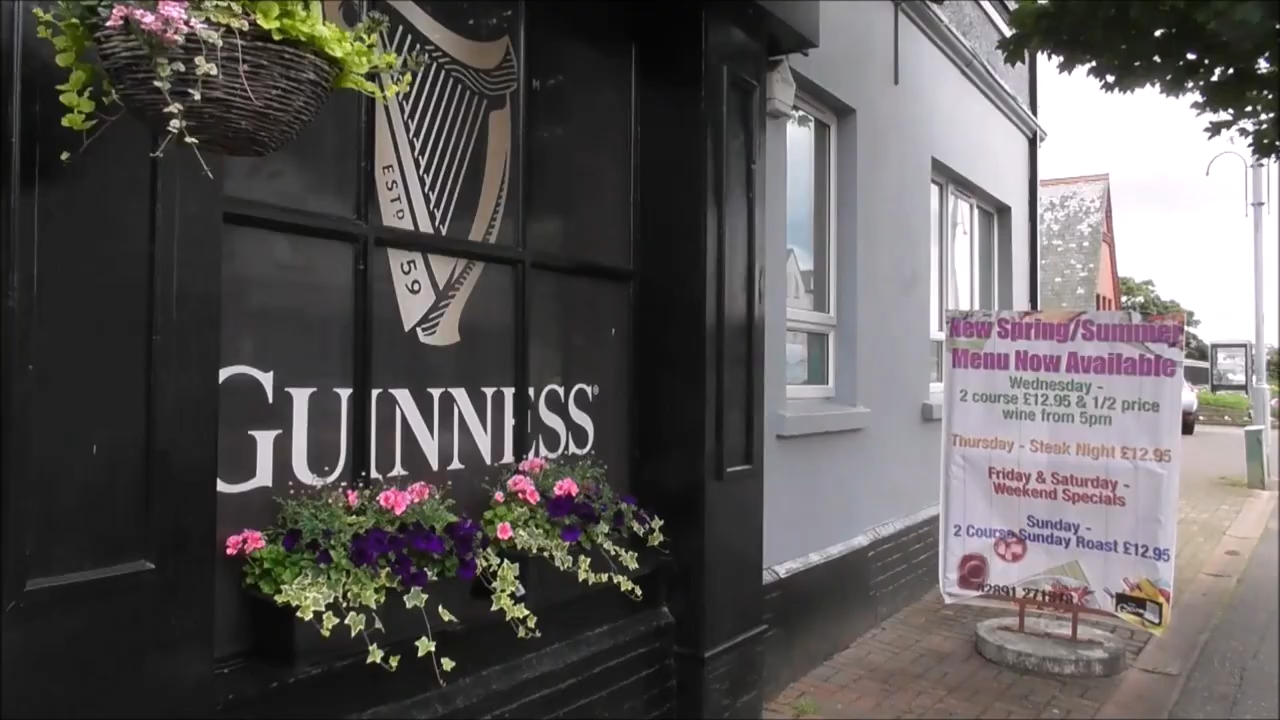 ESTD
59
GUINNESS®
New Spring/Summer
Menu Now Available
Wednesday -
2 course £12.95 & 1/2 price
wine from 5pm
Thursday - Steak Night £12.95
Friday & Saturday -
Weekend Specials
Sunday -
2 Course Sunday Roast £12.95
02891